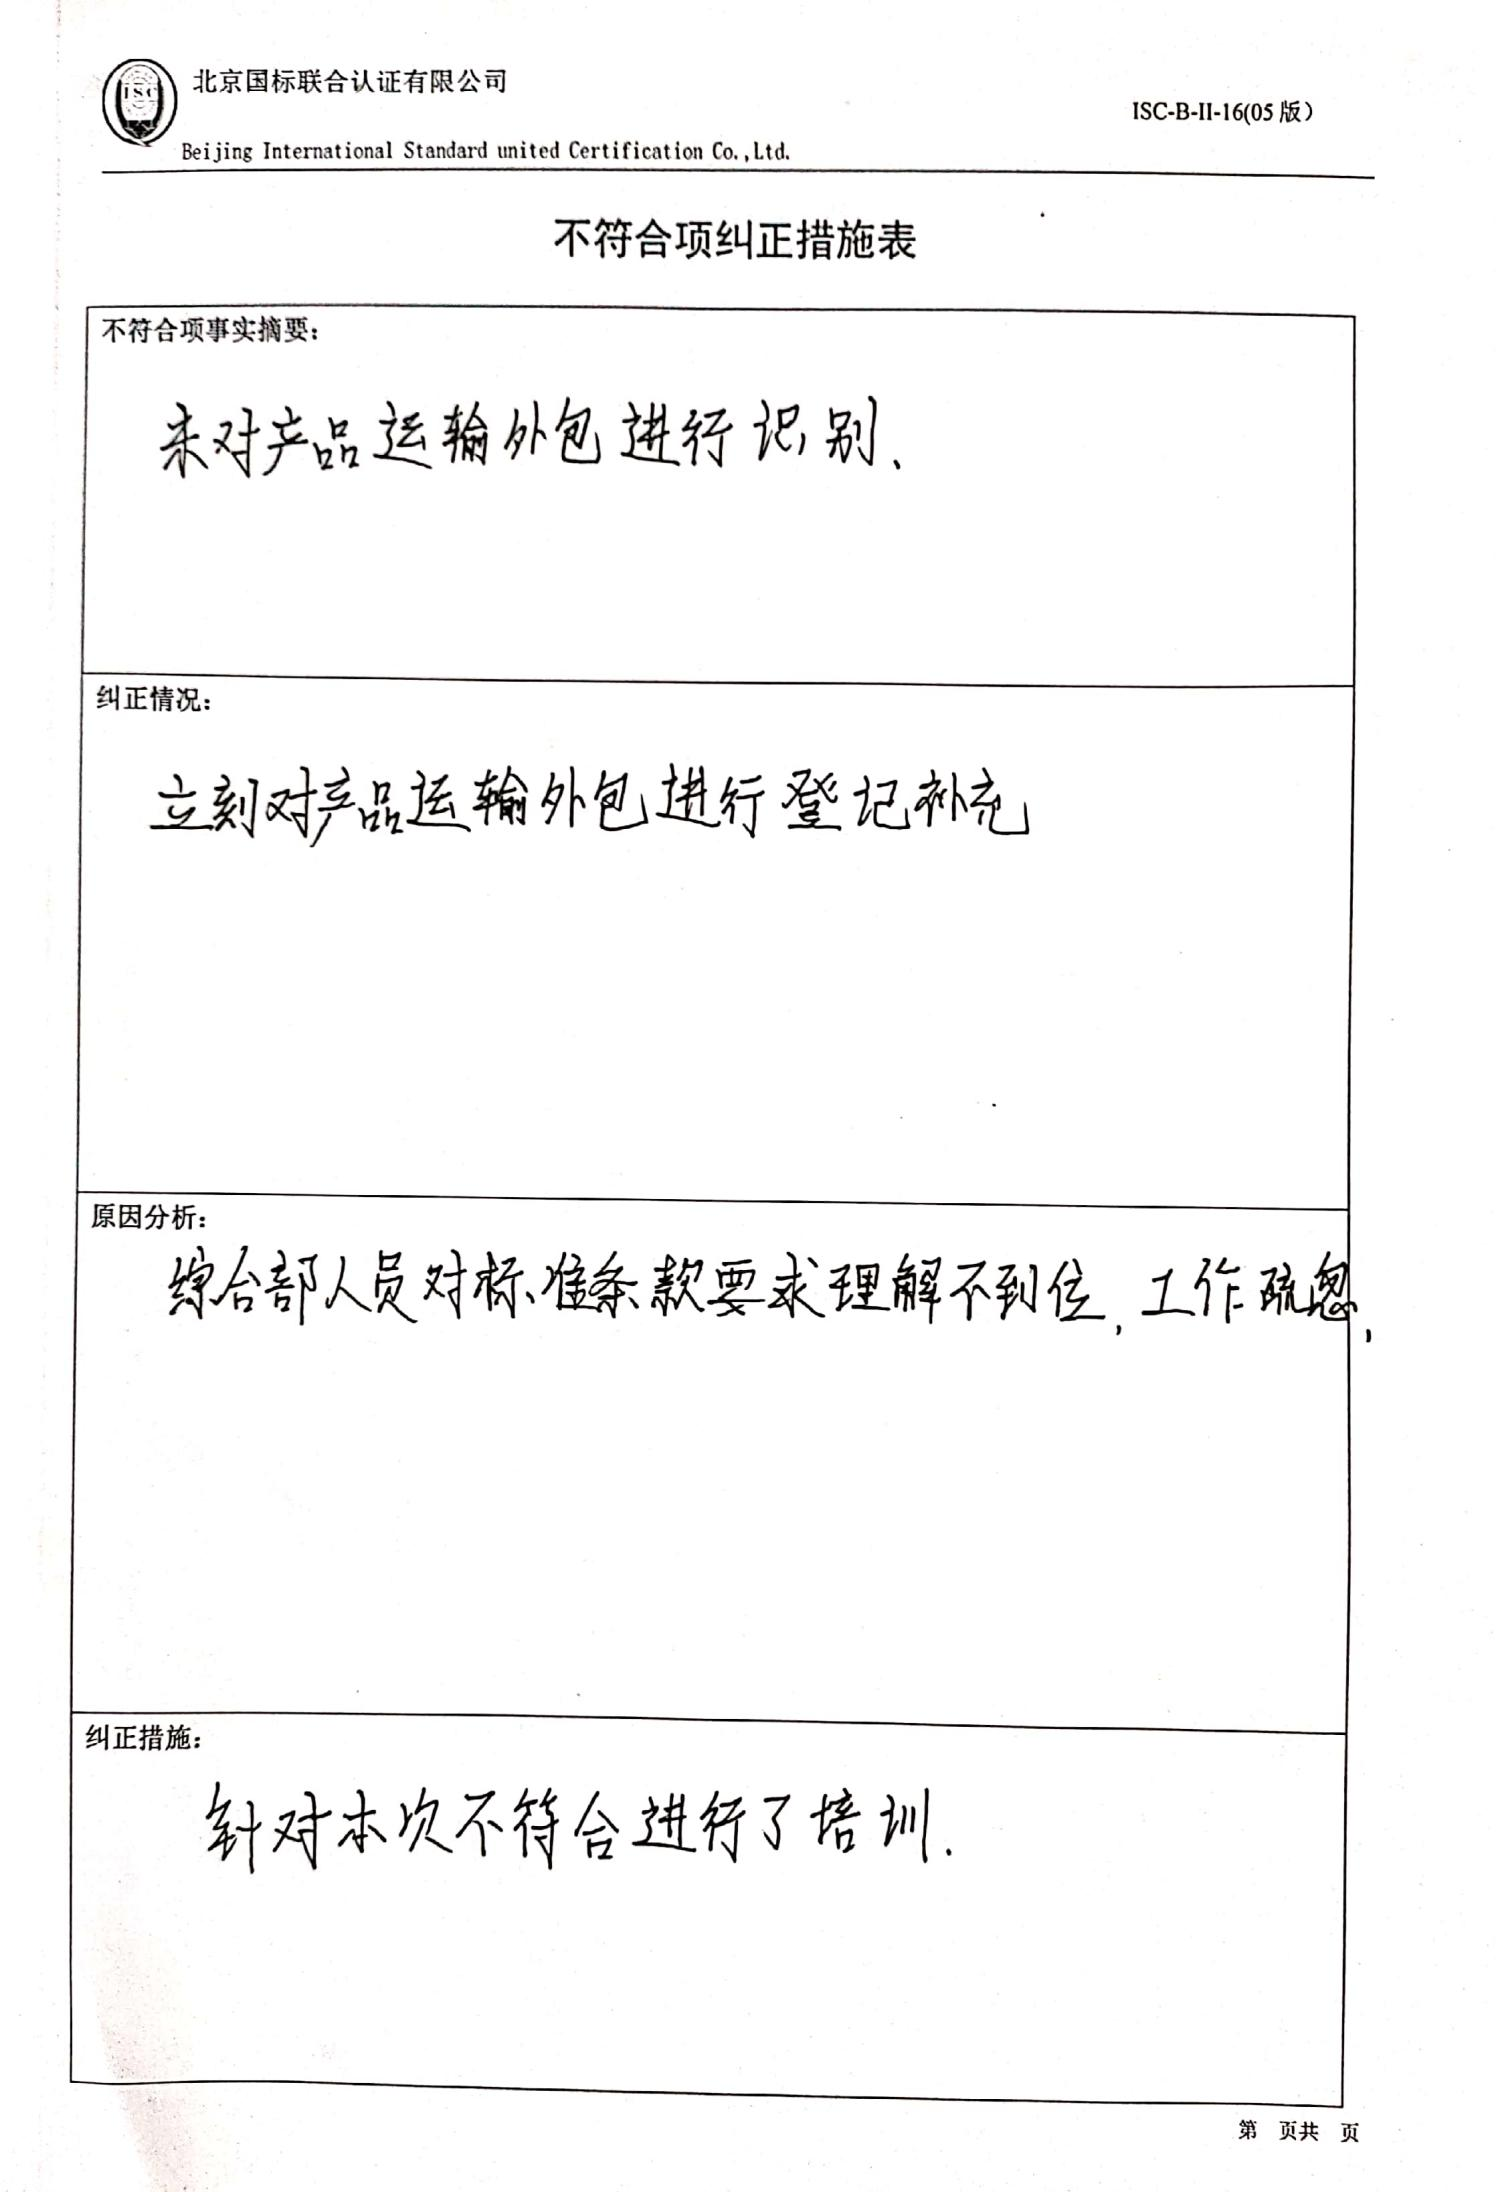 ISC
北京国标联合认证有限公司
ISC-B-II-16(05版）
Beijing International Standard united Certification Co.,Ltd.
不符合项纠正措施表
不符合项事实摘要：
未对产品运输外包进行识别、
纠正情况：
立刻对产品运输外包进行登记补充
原因分析：
综合部人员对标准条款要求理解不到位，工作疏忽，
纠正措施：
针对本次不符合进行了培训.
第 页共 页